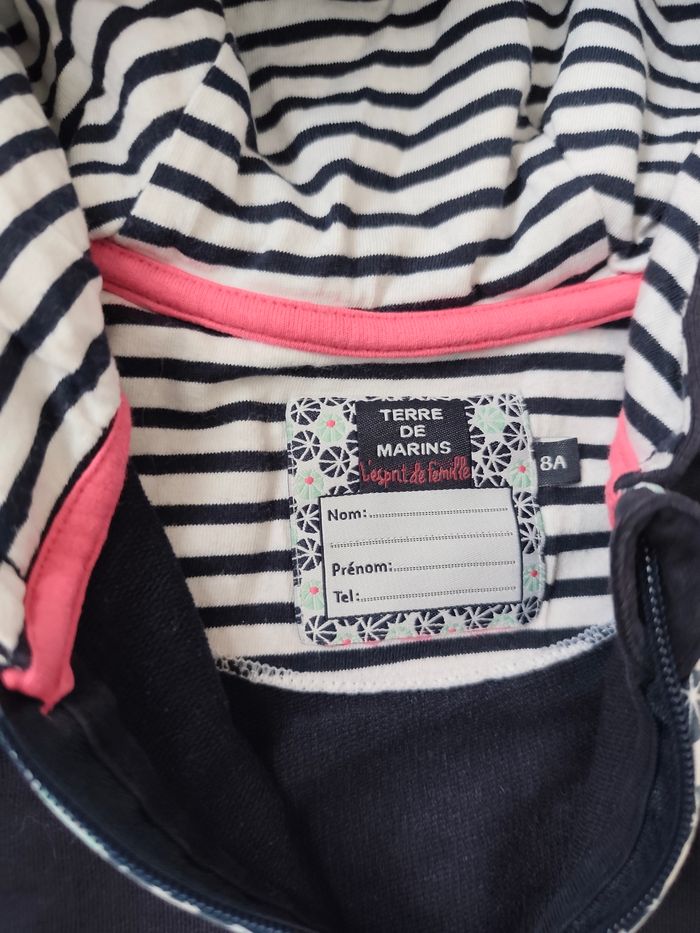 TERRE
DE
MARINS
L'esprit de famille
8A
Nom:
Prénom:
Tel: